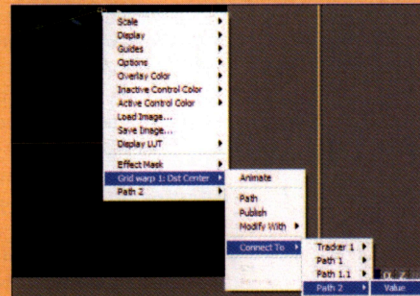 Scale
Display
Guides
Options
Overlay Color
Inactive Control Color
Active Control Color
Load Image...
Save Image...
Display LUT
Effect Mask
Grid warp 1: Dst Center
Path 2
Animate
Path
Publish
Modify With
Connect To
Tracker 1
Path 1
Path 1.1
Path 2
Value